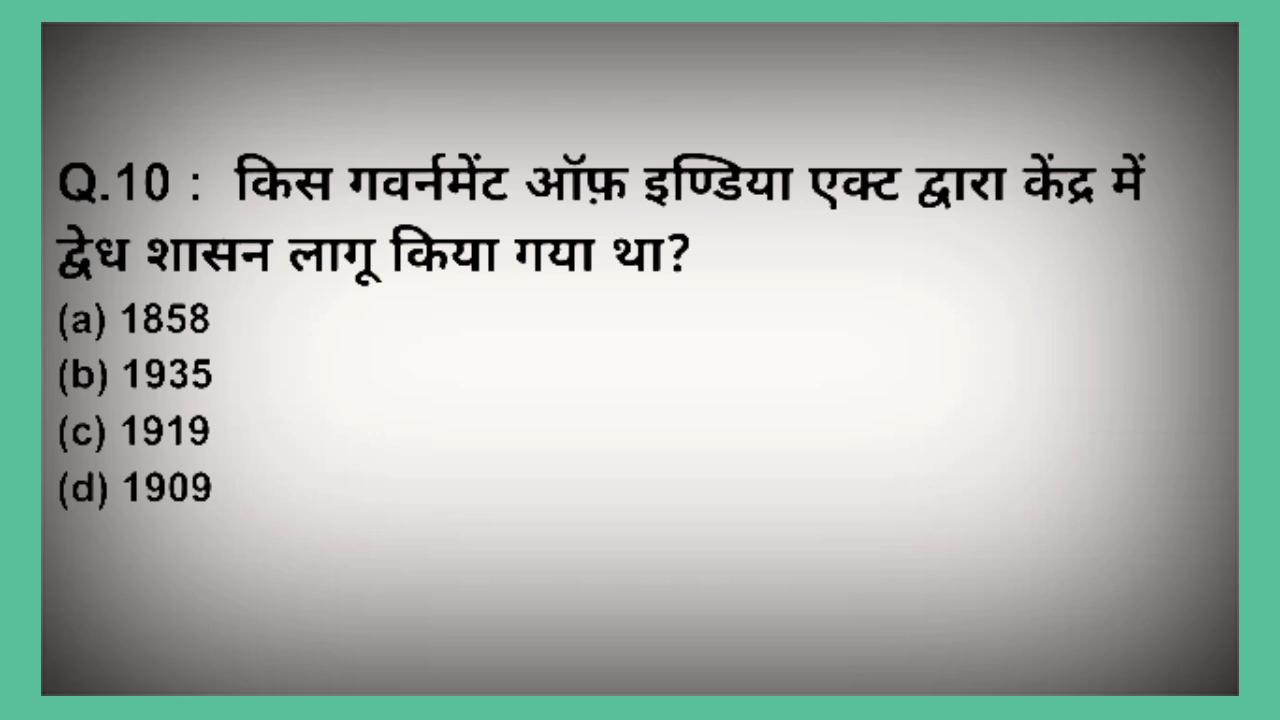 Q.10 : किस गवर्नमेंट ऑफ़ इण्डिया एक्ट द्वारा केंद्र में
द्वेध शासन लागू किया गया था?
(a) 1858
(b) 1935
(c) 1919
(d) 1909